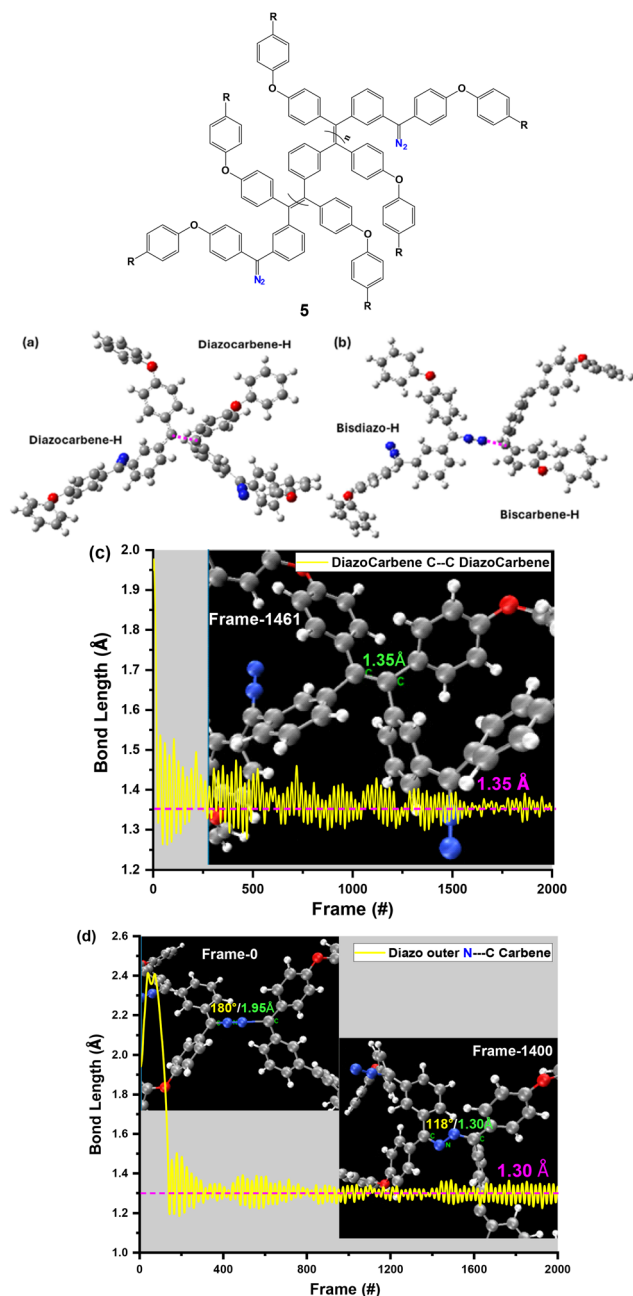 R
R
O
O
R
O
n
N₂
R
O
O
O
O
R
R
N₂
R
5
(a)
Diazocarbene-H
(b)
Diazocarbene-H
Bisdiazo-H
Biscarbene-H
(c)
2.0
1.9
1.8
1.7
1.6
1.5
1.4
1.3
1.2
Bond Length (Å)
DiazoCarbene C--C DiazoCarbene
Frame-1461
1.35Å
C
C
1.35 Å
0
500
1000
1500
2000
Frame (#)
(d)
2.6
2.4
2.2
2.0
1.8
1.6
1.4
1.2
1.0
Bond Length (Å)
Diazo outer N---C Carbene
Frame-0
180°/1.95Å
C
Frame-1400
118°/1.30Å
C
N
C
1.30 Å
0
400
800
1200
1600
2000
Frame (#)